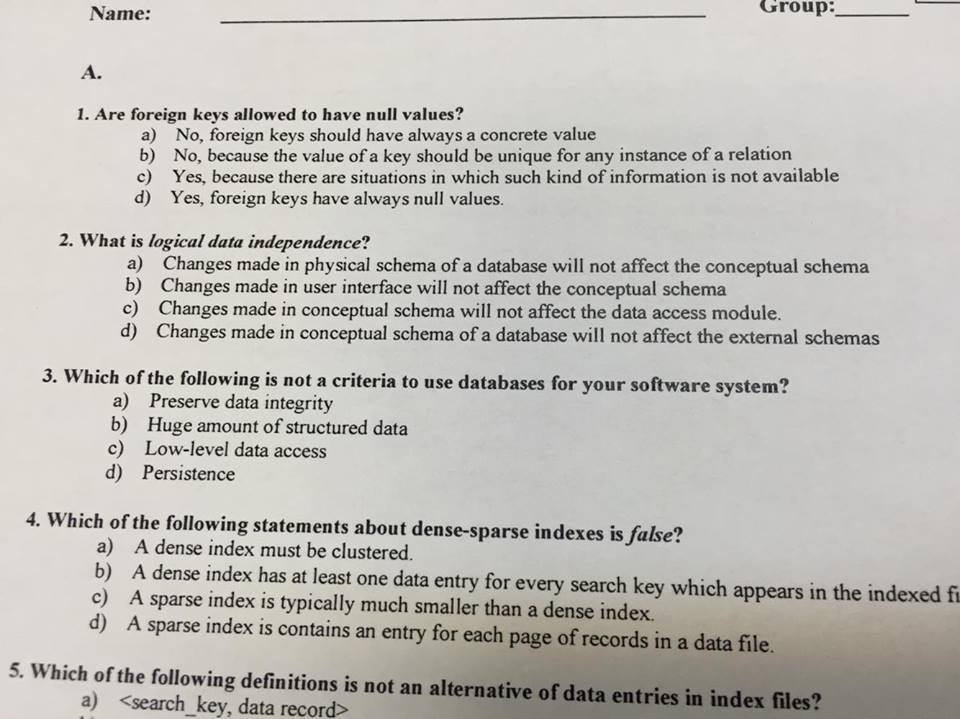 Name: ____________ Group:______
A.
1. Are foreign keys allowed to have null values?
a) No, foreign keys should have always a concrete value
b) No, because the value of a key should be unique for any instance of a relation
c) Yes, because there are situations in which such kind of information is not available
d) Yes, foreign keys have always null values.
2. What is logical data independence?
a) Changes made in physical schema of a database will not affect the conceptual schema
b) Changes made in user interface will not affect the conceptual schema
c) Changes made in conceptual schema will not affect the data access module.
d) Changes made in conceptual schema of a database will not affect the external schemas
3. Which of the following is not a criteria to use databases for your software system?
a) Preserve data integrity
b) Huge amount of structured data
c) Low-level data access
d) Persistence
4. Which of the following statements about dense-sparse indexes is false?
a) A dense index must be clustered.
b) A dense index has at least one data entry for every search key which appears in the indexed
c) A sparse index is typically much smaller than a dense index.
d) A sparse index is contains an entry for each page of records in a data file.
5. Which of the following definitions is not an alternative of data entries in index files?
a) <search_key, data record>